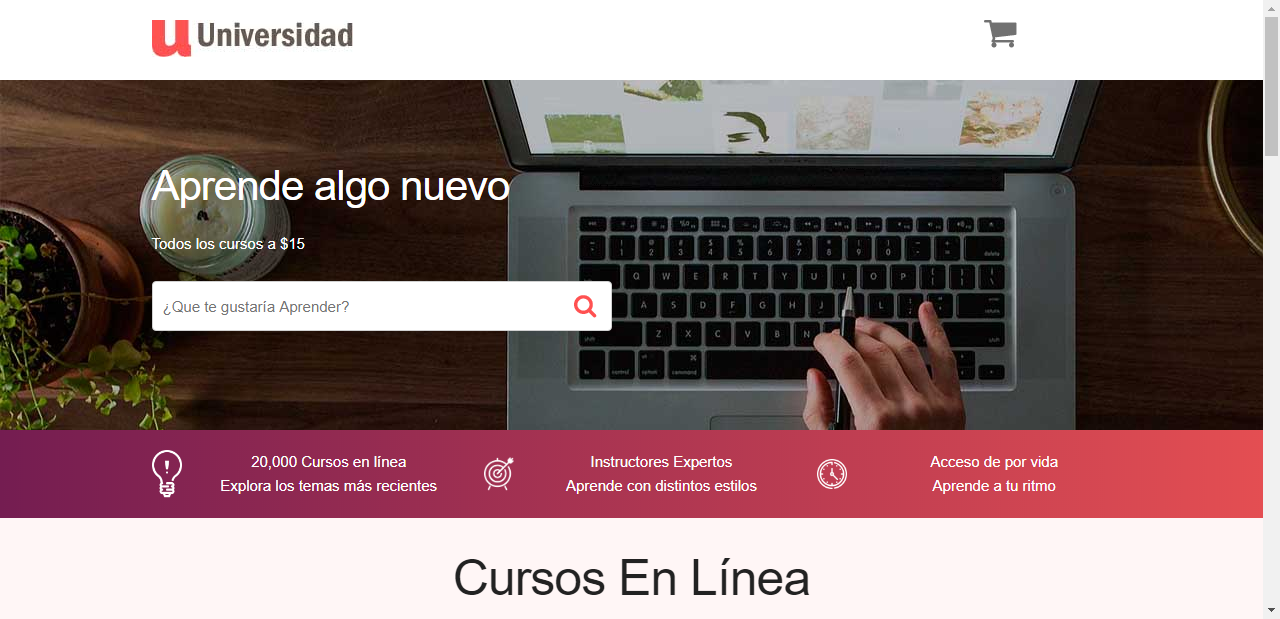 Universidad
Aprende algo nuevo
Todos los cursos a $15
¿Que te gustaría Aprender?
20,000 Cursos en línea
Explora los temas más recientes
Instructores Expertos
Aprende con distintos estilos
Acceso de por vida
Aprende a tu ritmo
Cursos En Línea